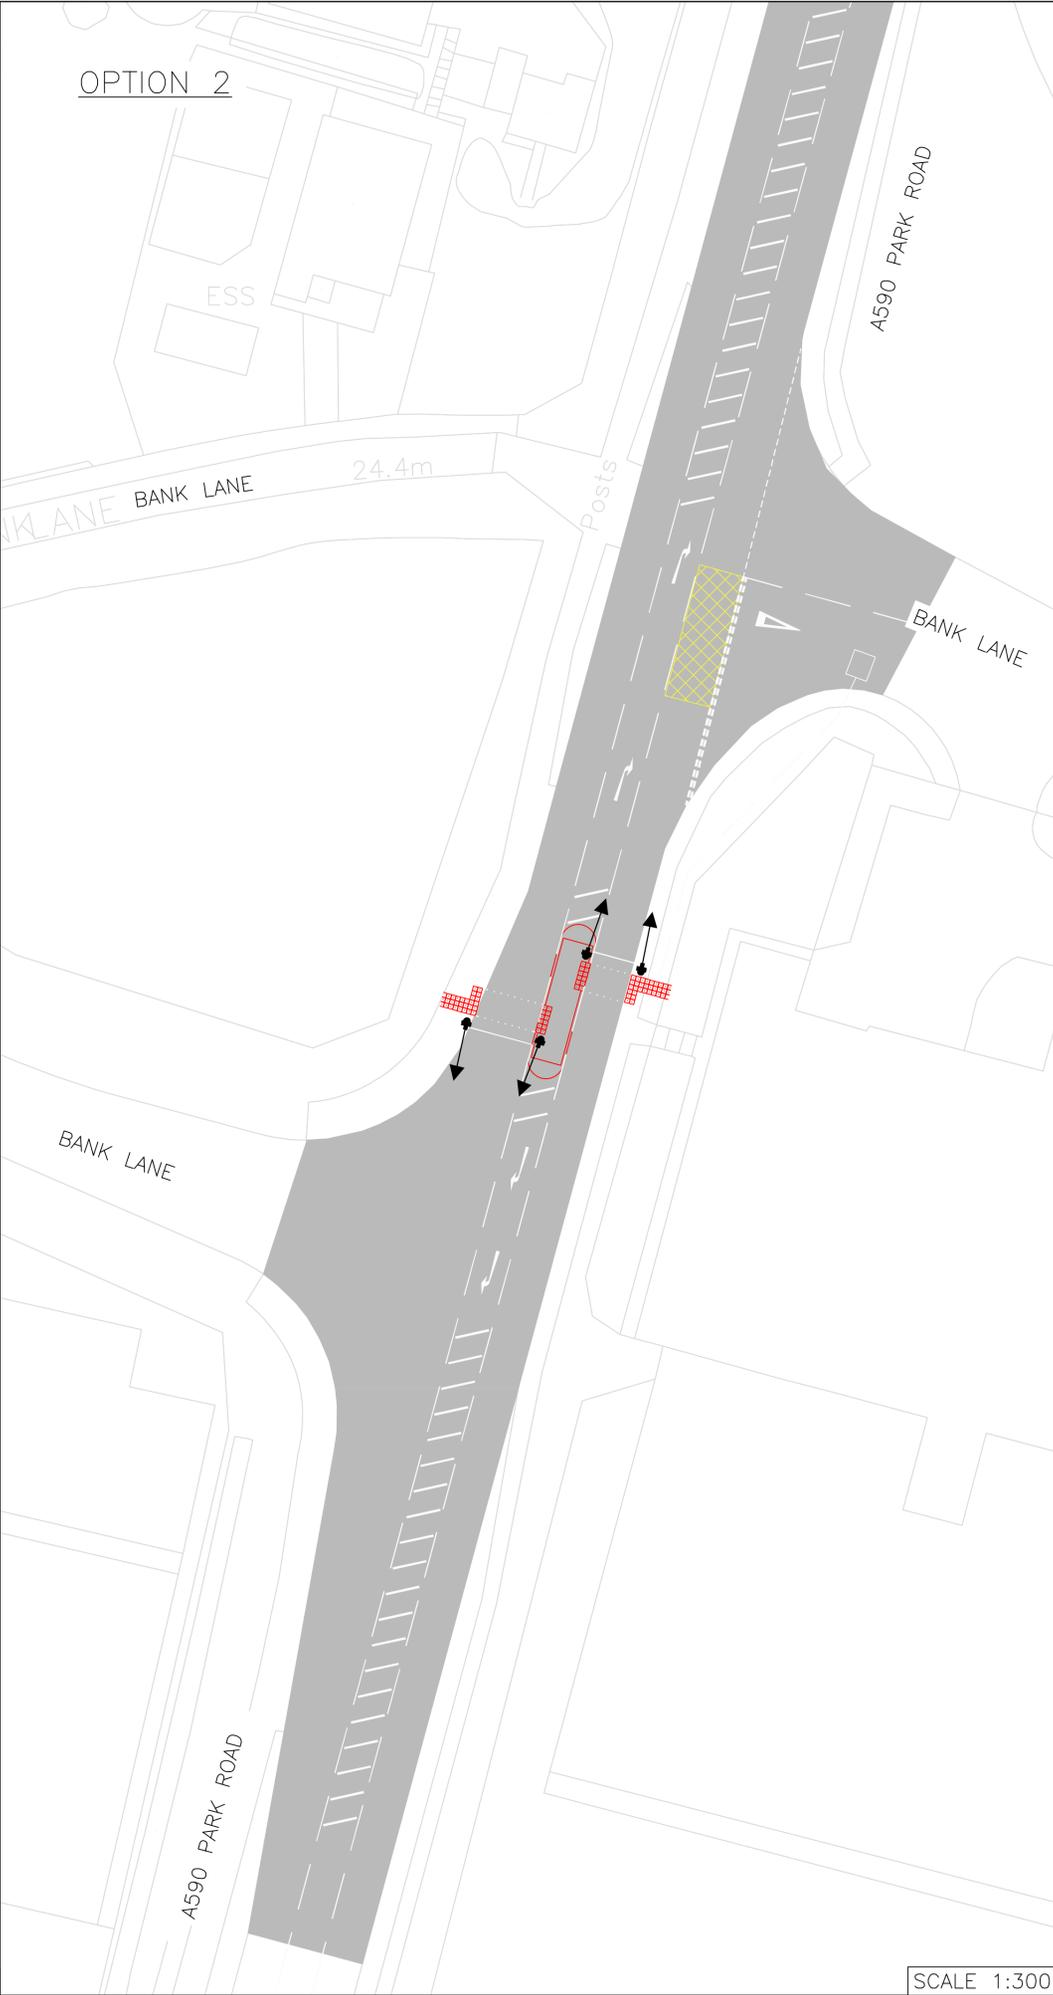 OPTION 2
A590 PARK ROAD
ESS
24.4m
BANK LANE
NKLANE
Posts
BANK LANE
BANK LANE
A590 PARK ROAD
SCALE 1:300